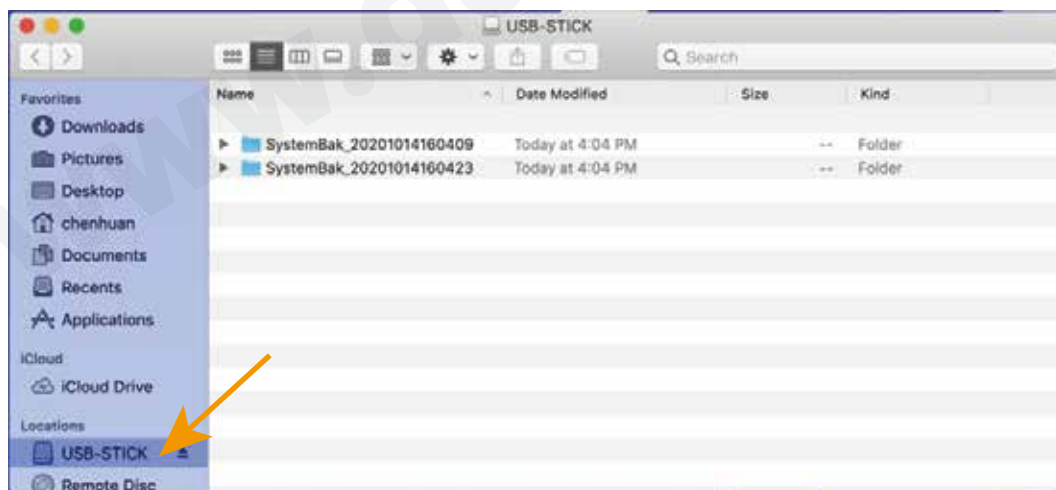 USB-STICK
Search
Favorites
Downloads
Pictures
Desktop
chenhuan
Documents
Recents
Applications
iCloud
iCloud Drive
Locations
USB-STICK
Remote Disc
Name Date Modified Size Kind
SystemBak_20201014160409 Today at 4:04 PM -- Folder
SystemBak_20201014160423 Today at 4:04 PM -- Folder